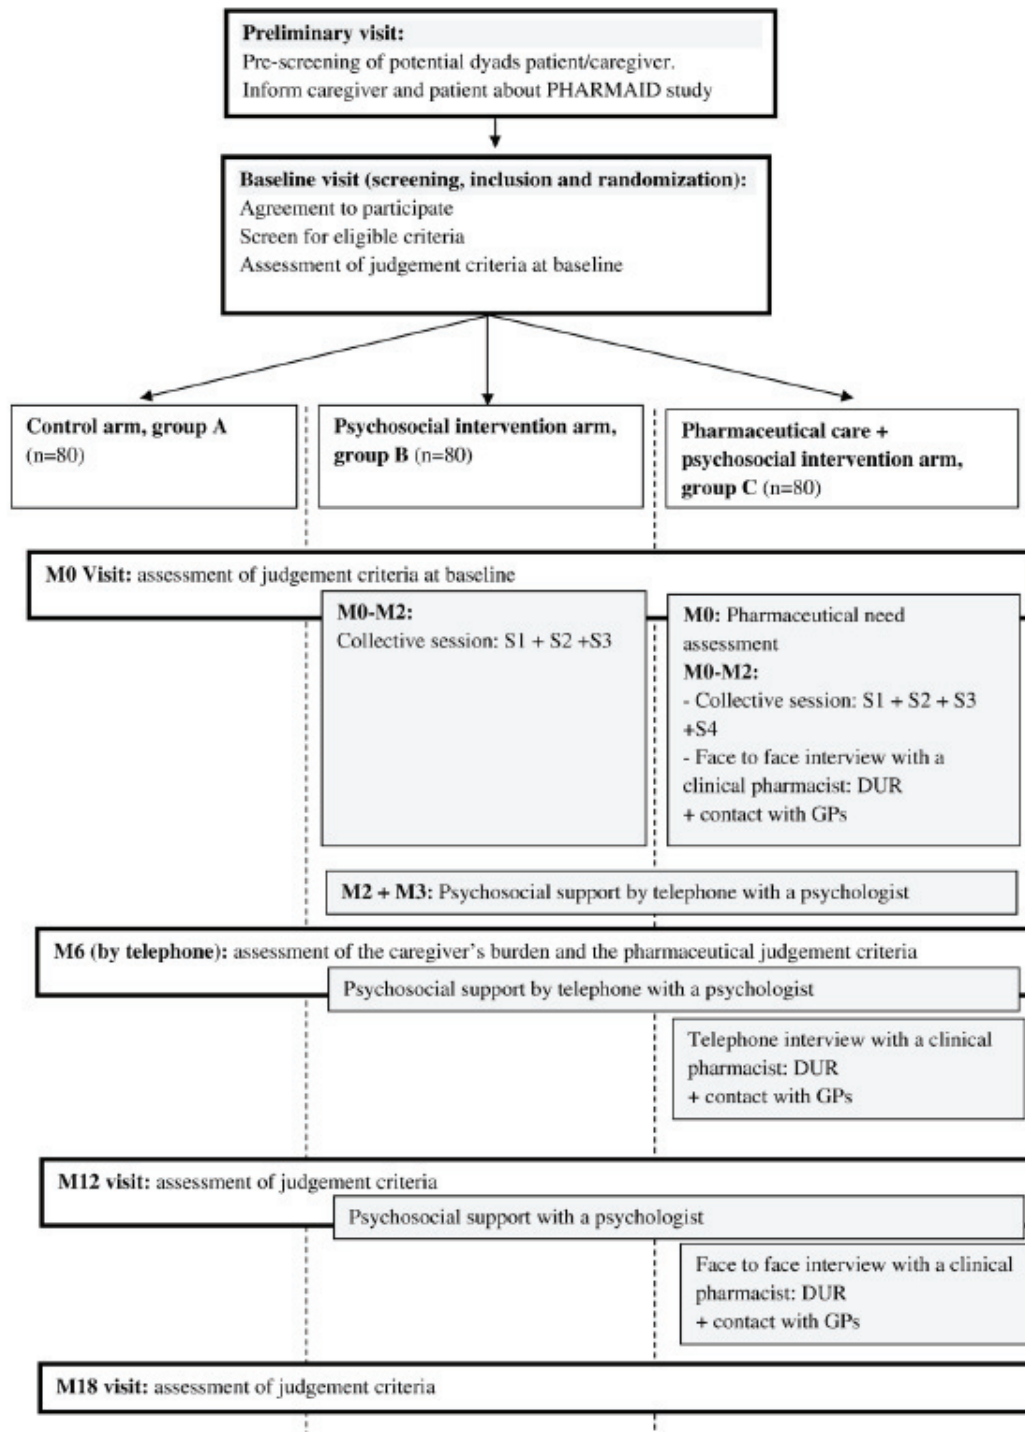 Preliminary visit:
Pre-screening of potential dyads patient/caregiver.
Inform caregiver and patient about PHARMAID study
Baseline visit (screening, inclusion and randomization):
Agreement to participate
Screen for eligible criteria
Assessment of judgement criteria at baseline
Control arm, group A
(n=80)
Psychosocial intervention arm,
group B (n=80)
Pharmaceutical care +
psychosocial intervention arm,
group C (n=80)
M0 Visit: assessment of judgement criteria at baseline
M0-M2:
Collective session: S1 + S2 +S3
M0: Pharmaceutical need
assessment
M0-M2:
- Collective session: S1 + S2 + S3
+S4
- Face to face interview with a
clinical pharmacist: DUR
+ contact with GPs
M2 + M3: Psychosocial support by telephone with a psychologist
M6 (by telephone): assessment of the caregiver's burden and the pharmaceutical judgement criteria
Psychosocial support by telephone with a psychologist
Telephone interview with a clinical
pharmacist: DUR
+ contact with GPs
M12 visit: assessment of judgement criteria
Psychosocial support with a psychologist
Face to face interview with a clinical
pharmacist: DUR
+ contact with GPs
M18 visit: assessment of judgement criteria